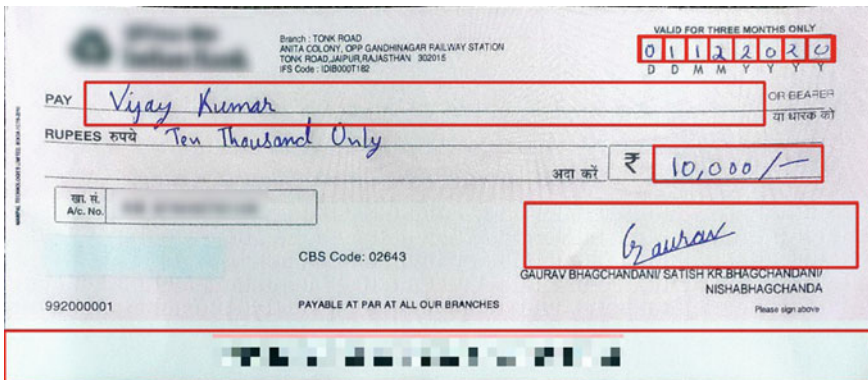 VALID FOR THREE MONTHS ONLY
Branch : TONK ROAD
ANITA COLONY, OPP GANDHINAGAR RAILWAY STATION
TONK ROAD,JAIPUR,RAJASTHAN 302015
IFS Code : IDIB000T182
0 1 1 2 2 0 2 0
D D M M Y Y Y Y
PAY Vijay Kumar OR BEARER
या धारक को
RUPEES रुपये Ten Thousand Only
अदा करें ₹ 10,000/-
खा. सं.
A/c. No.
Gaurav
CBS Code: 02643
GAURAV BHAGCHANDANI/ SATISH KR.BHAGCHANDANI/
NISHABHAGCHANDA
992000001 PAYABLE AT PAR AT ALL OUR BRANCHES
Please sign above